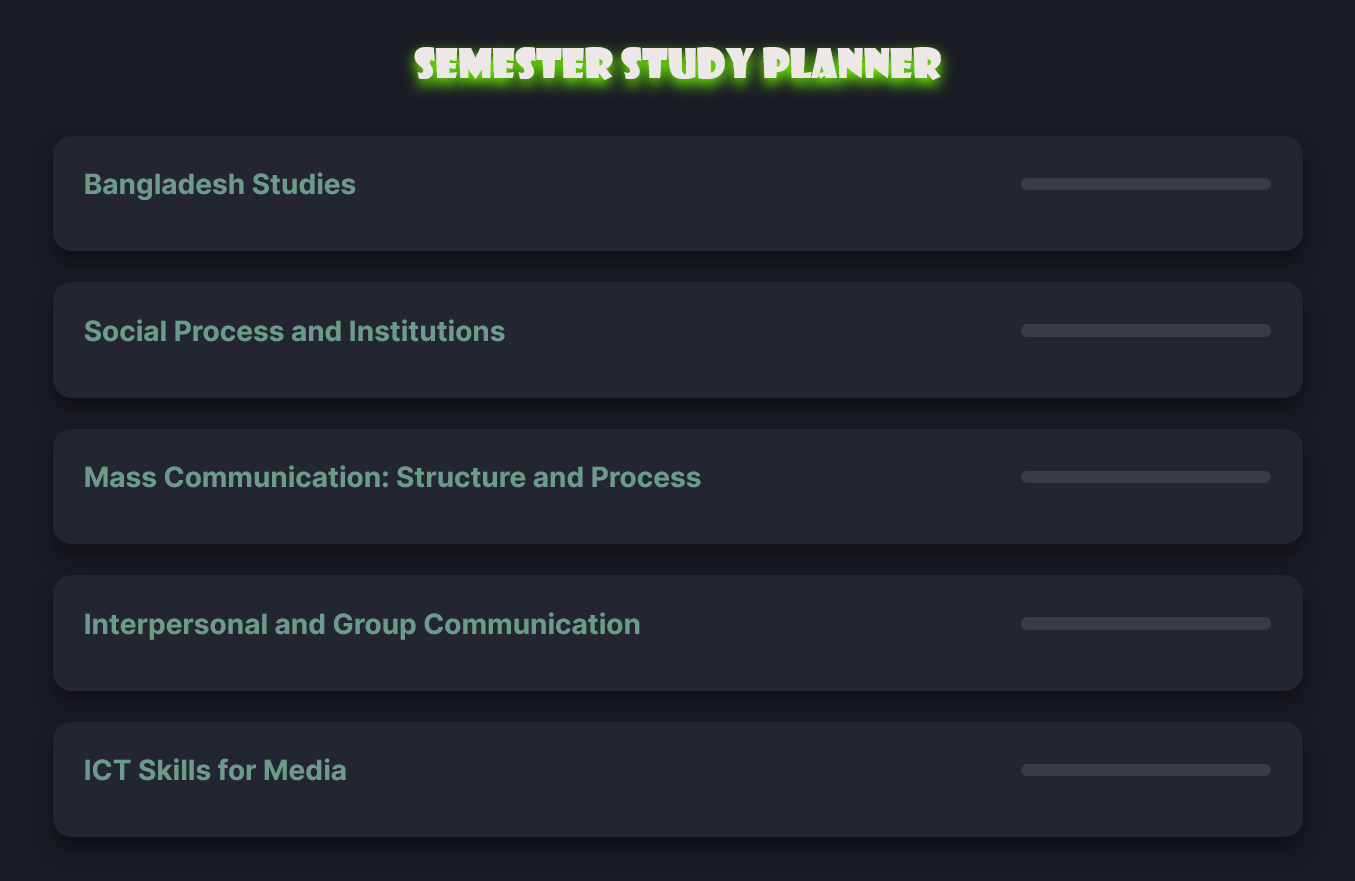 SEMESTER STUDY PLANNER
Bangladesh Studies
Social Process and Institutions
Mass Communication: Structure and Process
Interpersonal and Group Communication
ICT Skills for Media